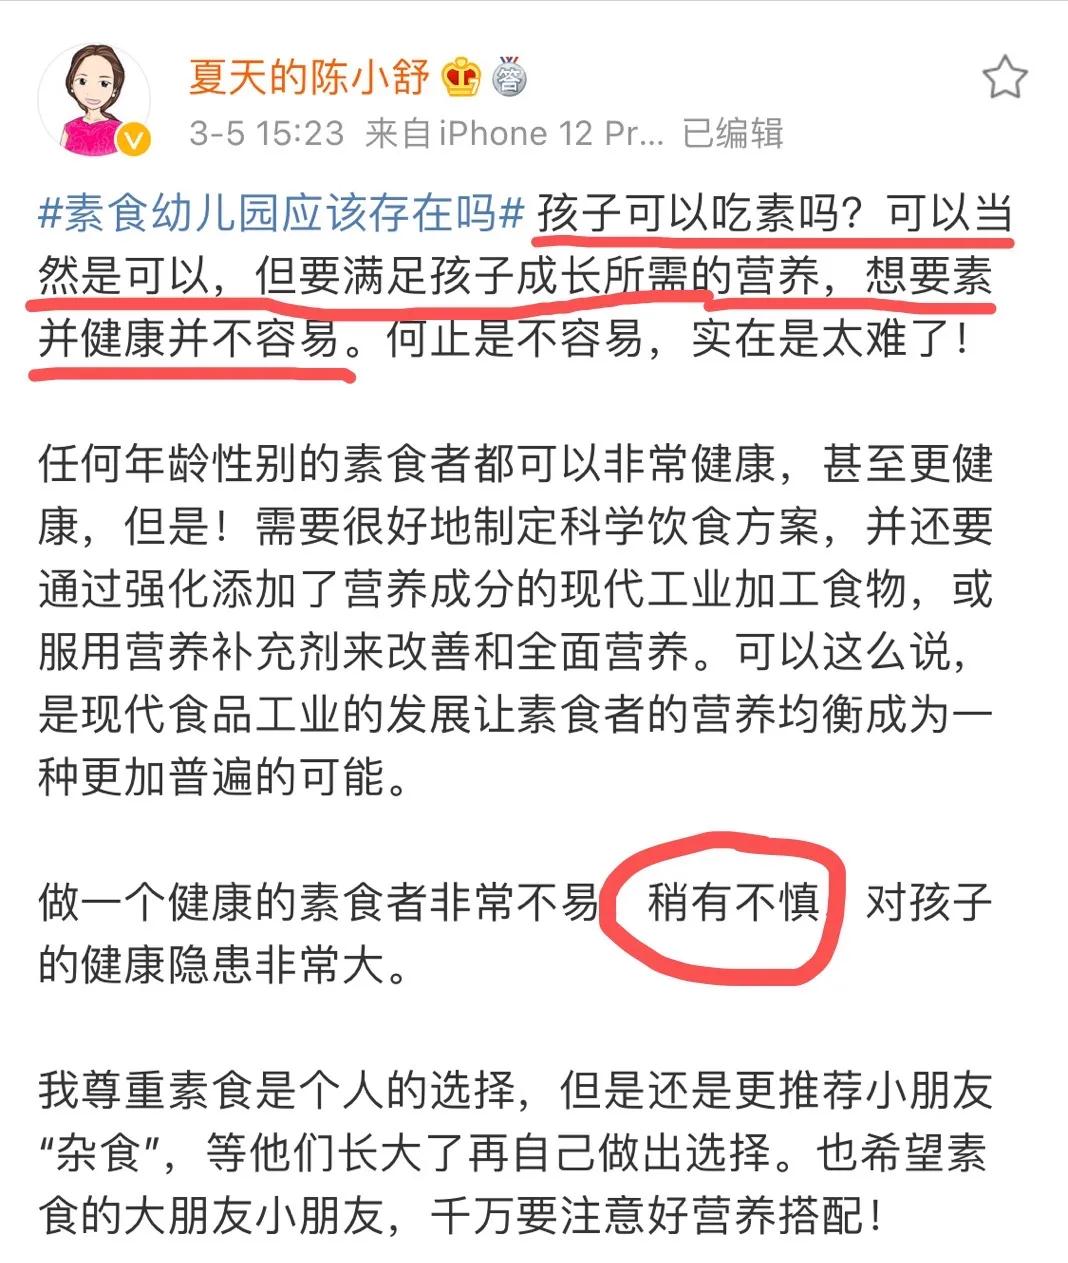 夏天的陈小舒 答
3-5 15:23 来自iPhone 12 Pr... 已编辑
#素食幼儿园应该存在吗# 孩子可以吃素吗？可以当
然是可以，但要满足孩子成长所需的营养，想要素
并健康并不容易。何止是不容易，实在是太难了！
任何年龄性别的素食者都可以非常健康，甚至更健
康，但是！需要很好地制定科学饮食方案，并还要
通过强化添加了营养成分的现代工业加工食物，或
服用营养补充剂来改善和全面营养。可以这么说，
是现代食品工业的发展让素食者的营养均衡成为一
种更加普遍的可能。
做一个健康的素食者非常不易 稍有不慎，对孩子
的健康隐患非常大。
我尊重素食是个人的选择，但是还是更推荐小朋友
“杂食”，等他们长大了再自己做出选择。也希望素
食的大朋友小朋友，千万要注意好营养搭配！